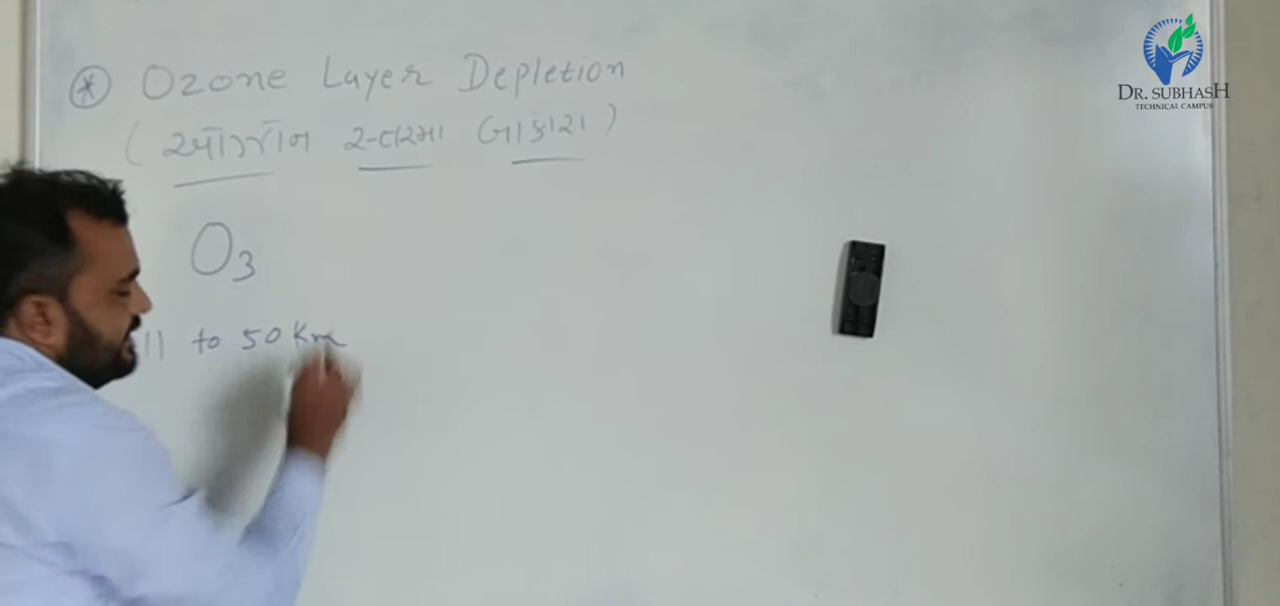 * Ozone Layer Depletion
(ઓઝોન સ્તરમાં ઘટાડો)
O3
11 to 50 Km
DR. SUBHASH
TECHNICAL CAMPUS